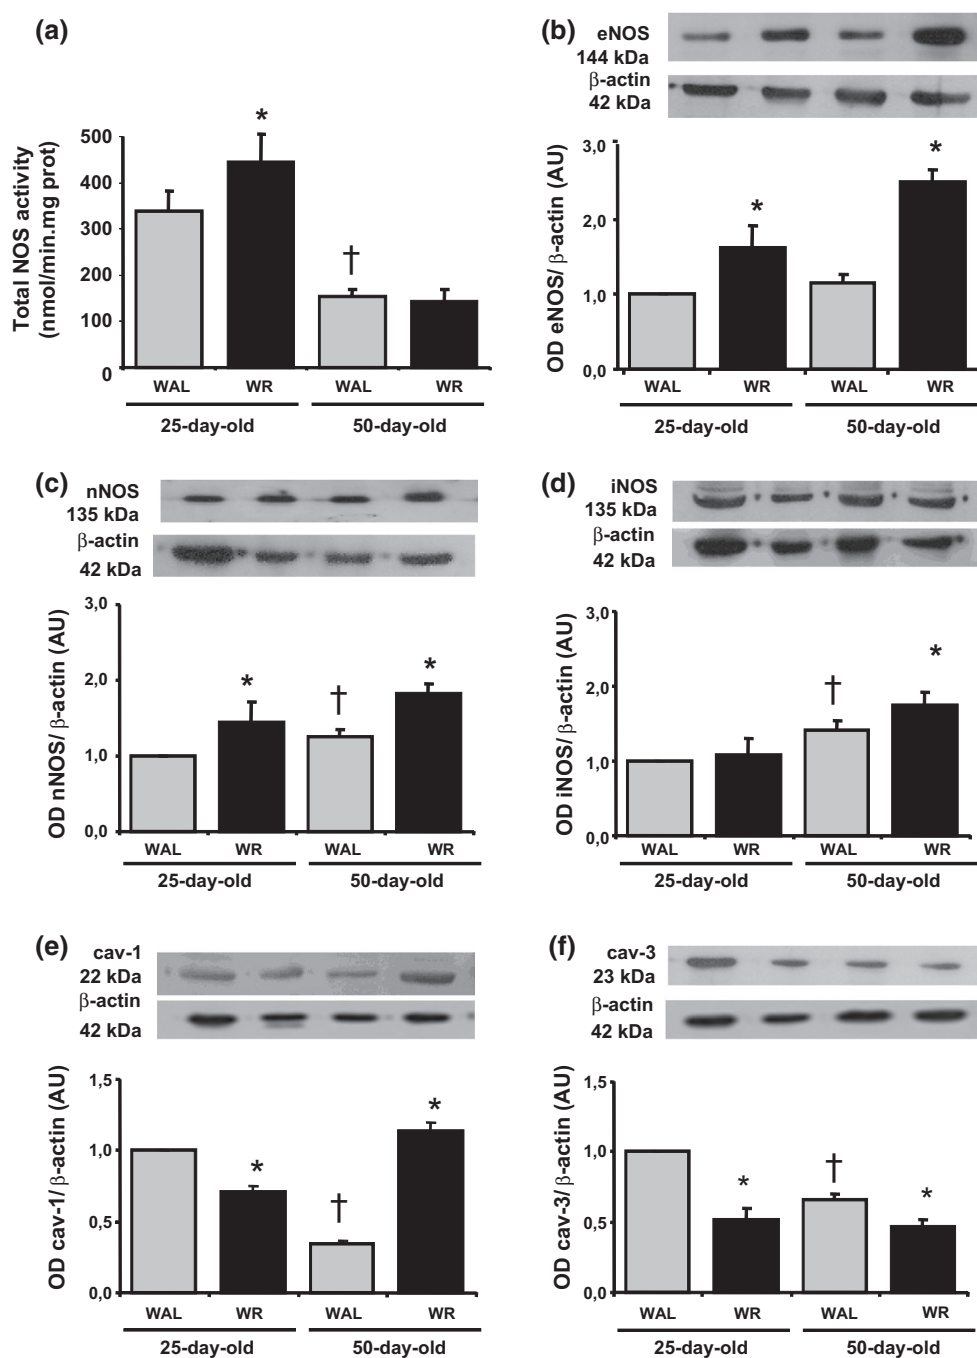 (a)
Total NOS activity
(nmol/min.mg prot)
500
400
300
200
100
0
*
†
WAL WR WAL WR
25-day-old 50-day-old
(b)
eNOS
144 kDa
β-actin
42 kDa
OD eNOS/β-actin (AU)
3,0
2,0
1,0
0,0
*
*
WAL WR WAL WR
25-day-old 50-day-old
(c)
nNOS
135 kDa
β-actin
42 kDa
OD nNOS/β-actin (AU)
3,0
2,0
1,0
0,0
*
†
*
WAL WR WAL WR
25-day-old 50-day-old
(d)
iNOS
135 kDa
β-actin
42 kDa
OD iNOS/β-actin (AU)
3,0
2,0
1,0
0,0
†
*
WAL WR WAL WR
25-day-old 50-day-old
(e)
cav-1
22 kDa
β-actin
42 kDa
OD cav-1/β-actin (AU)
1,5
1,0
0,5
0,0
*
†
*
WAL WR WAL WR
25-day-old 50-day-old
(f)
cav-3
23 kDa
β-actin
42 kDa
OD cav-3/β-actin (AU)
1,5
1,0
0,5
0,0
*
†
*
WAL WR WAL WR
25-day-old 50-day-old